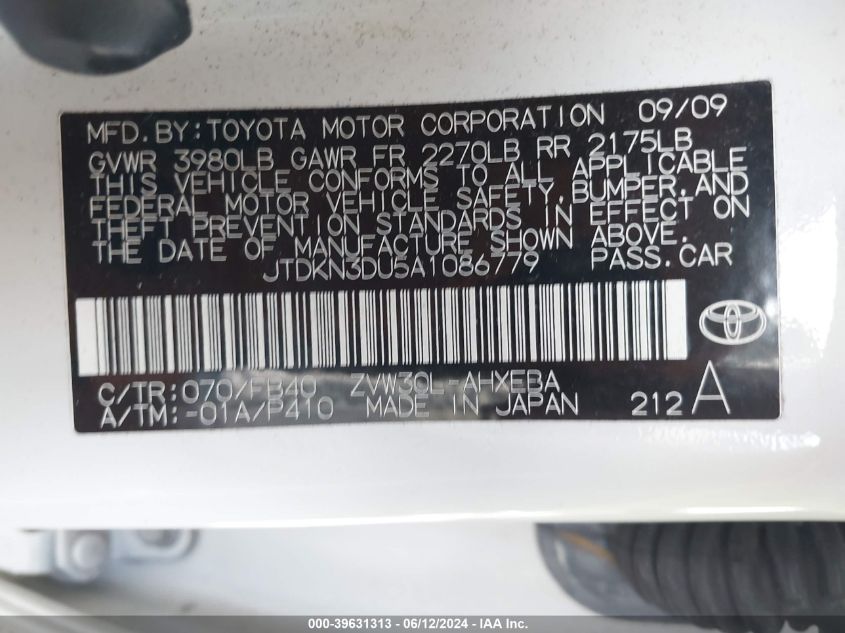 MFD. BY: TOYOTA MOTOR CORPORATION 09/09
GVWR 3980LB GAWR FR 2270LB RR 2175LB
THIS VEHICLE CONFORMS TO ALL APPLICABLE
FEDERAL MOTOR VEHICLE SAFETY, BUMPER, AND
THEFT PREVENTION STANDARDS IN EFFECT ON
THE DATE OF MANUFACTURE SHOWN ABOVE.
JTDKN3DU5A1086779 PASS.CAR
C/TR: 070/FB40 ZVW30L-AHXEBA
A/TM: -01A/P410 MADE IN JAPAN 212 A
000-39631313 - 06/12/2024 - IAA Inc.